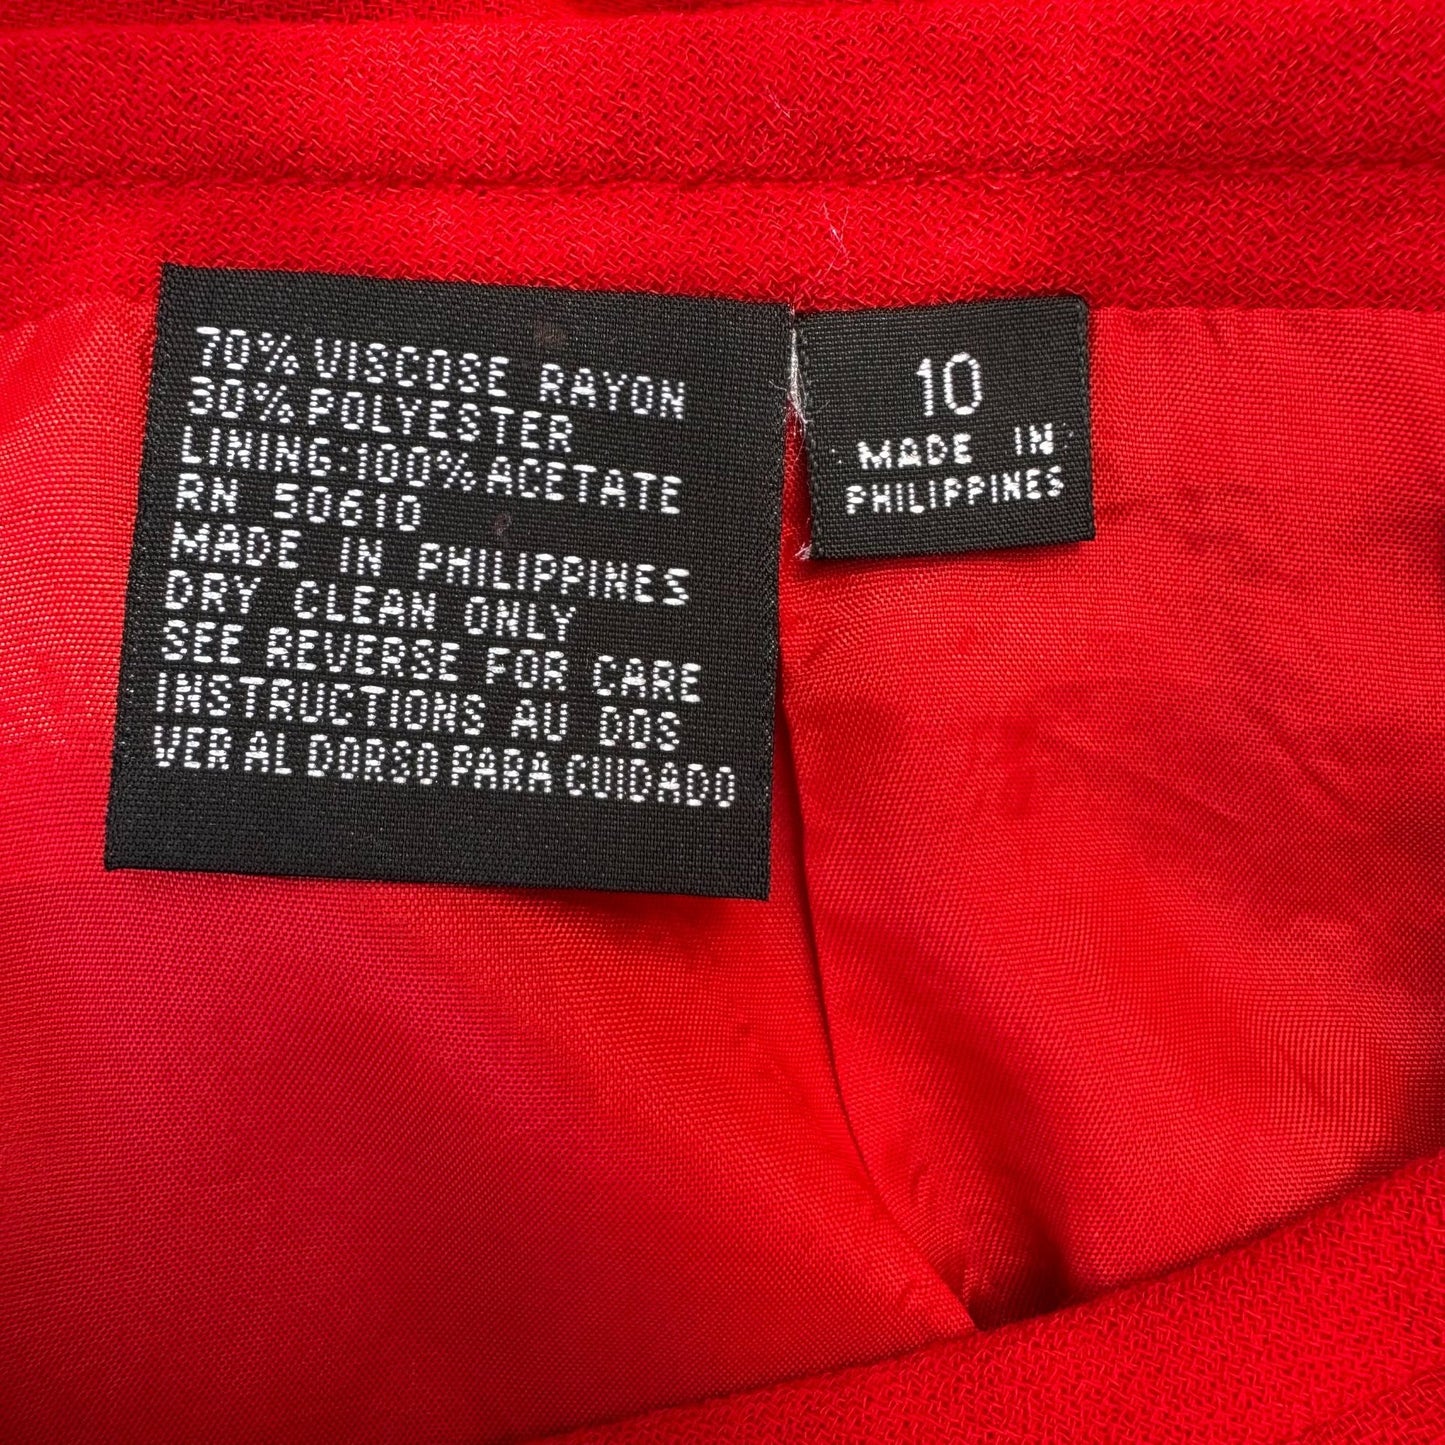 70% VISCOSE RAYON
30% POLYESTER
LINING:100% ACETATE
RN 50610
MADE IN PHILIPPINES
DRY CLEAN ONLY
SEE REVERSE FOR CARE
INSTRUCTIONS AU DOS
VER AL DORSO PARA CUIDADO
10
MADE IN
PHILIPPINES